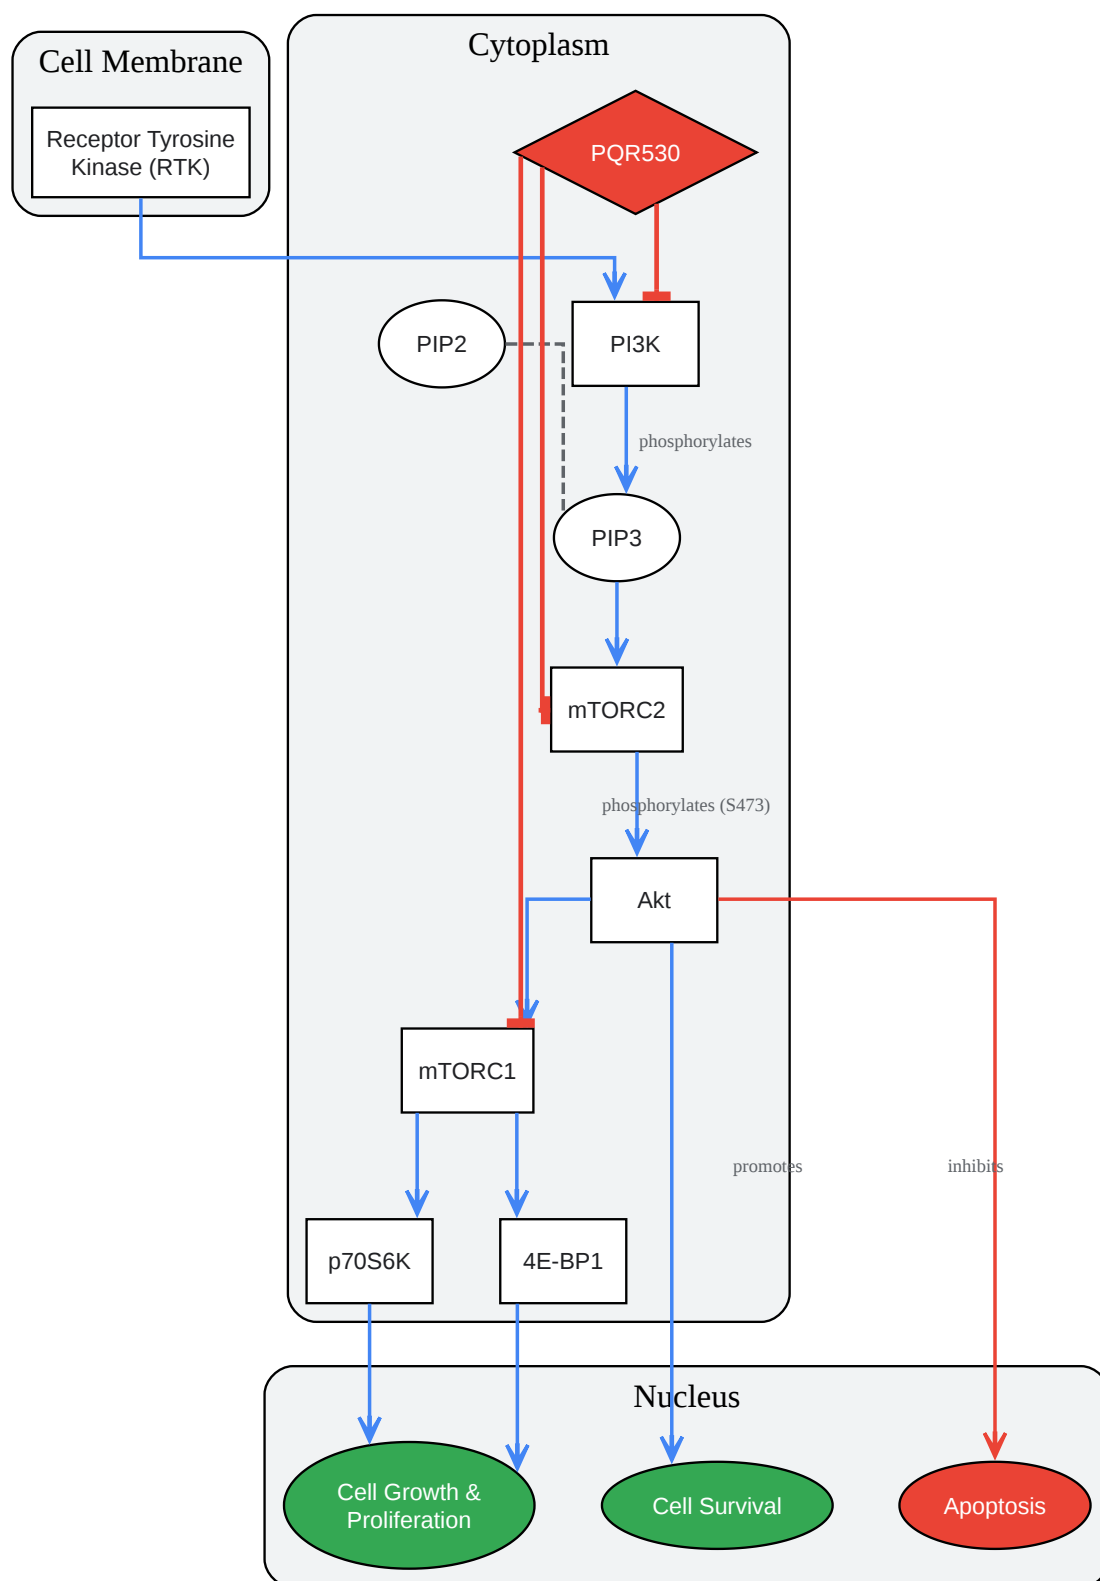 Cell Membrane
Receptor Tyrosine
Kinase (RTK)
Cytoplasm
PQR530
PIP2
PI3K
phosphorylates
PIP3
mTORC2
phosphorylates (S473)
Akt
mTORC1
promotes
inhibits
p70S6K
4E-BP1
Nucleus
Cell Growth &
Proliferation
Cell Survival
Apoptosis